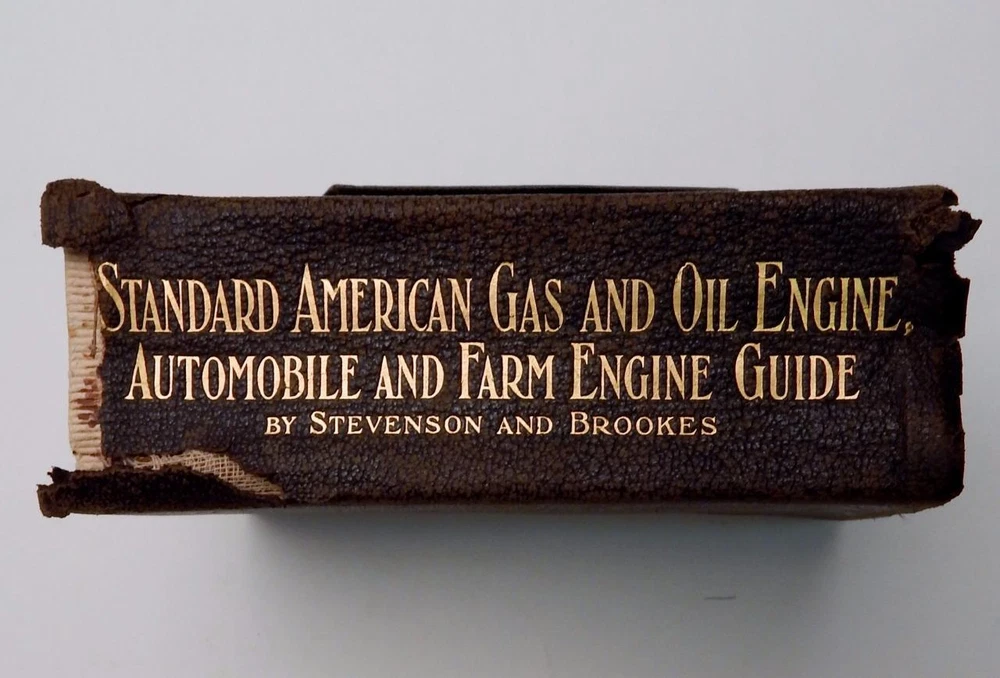 Standard American Gas and Oil Engine,
Automobile and Farm Engine Guide
by Stevenson and Brookes